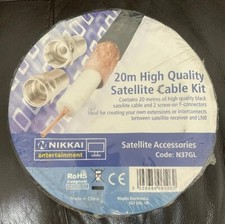 20m High Quality
Satellite Cable Kit
Contains 20 metres of high quality black
satellite cable and 2 screw-on F-connectors
Ideal for creating your own extensions or interconnects
between satellite receiver and LNB
NIKKAI
entertainment
Satellite Accessories
Code: N37GL
RoHS
Made in China